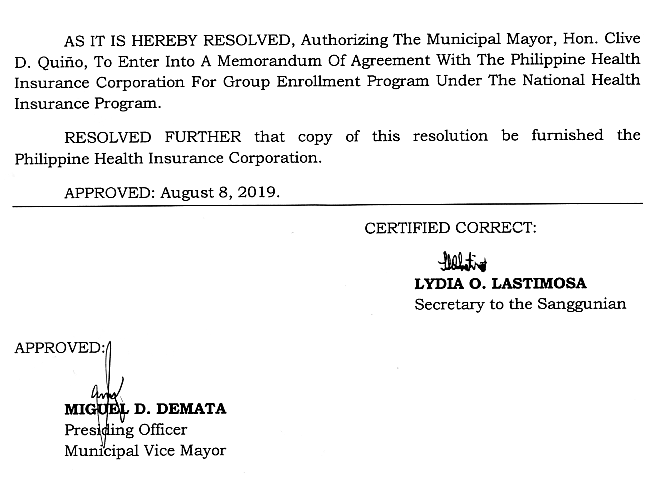 AS IT IS HEREBY RESOLVED, Authorizing The Municipal Mayor, Hon. Clive
D. Quiño, To Enter Into A Memorandum Of Agreement With The Philippine Health
Insurance Corporation For Group Enrollment Program Under The National Health
Insurance Program.
RESOLVED FURTHER that copy of this resolution be furnished the
Philippine Health Insurance Corporation.
APPROVED: August 8, 2019.
CERTIFIED CORRECT:
LYDIA O. LASTIMOSA
Secretary to the Sanggunian
APPROVED:
MIGUEL D. DEMATA
Presiding Officer
Municipal Vice Mayor